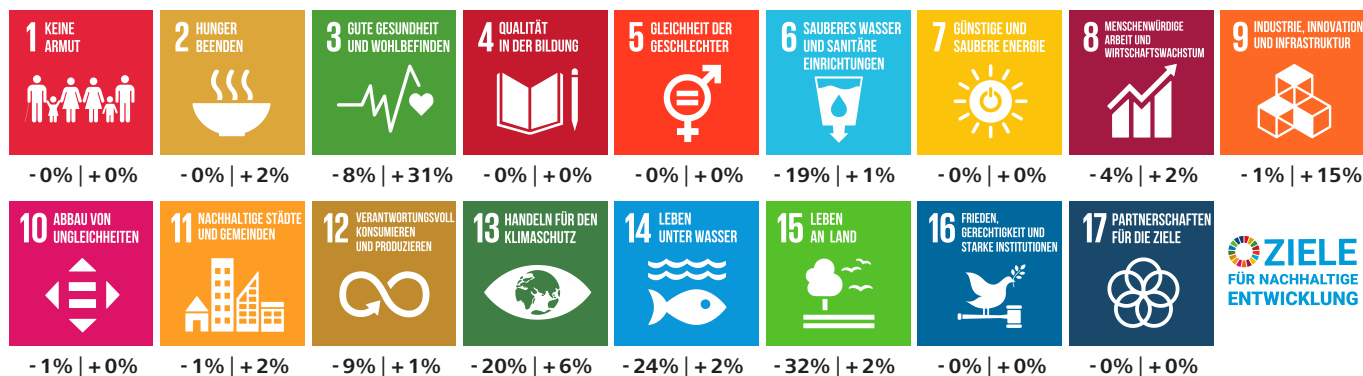 1 KEINE
ARMUT
2 HUNGER
BEENDEN
3 GUTE GESUNDHEIT
UND WOHLBEFINDEN
4 QUALITÄT
IN DER BILDUNG
5 GLEICHHEIT DER
GESCHLECHTER
6 SAUBERES WASSER
UND SANITÄRE
EINRICHTUNGEN
7 GÜNSTIGE UND
SAUBERE ENERGIE
8 MENSCHENWÜRDIGE
ARBEIT UND
WIRTSCHAFTSWACHSTUM
9 INDUSTRIE, INNOVATION
UND INFRASTRUKTUR
-0% | +0%
-0% | +2%
-8% | +31%
-0% | +0%
-0% | +0%
-19% | +1%
-0% | +0%
-4% | +2%
-1% | +15%
10 ABBAU VON
UNGLEICHHEITEN
11 NACHHALTIGE STÄDTE
UND GEMEINDEN
12 VERANTWORTUNGSVOLL
KONSUMIEREN
UND PRODUZIEREN
13 HANDELN FÜR DEN
KLIMASCHUTZ
14 LEBEN
UNTER WASSER
15 LEBEN
AN LAND
16 FRIEDEN,
GERECHTIGKEIT UND
STARKE INSTITUTIONEN
17 PARTNERSCHAFTEN
FÜR DIE ZIELE
ZIELE
FÜR NACHHALTIGE
ENTWICKLUNG
-1% | +0%
-1% | +2%
-9% | +1%
-20% | +6%
-24% | +2%
-32% | +2%
-0% | +0%
-0% | +0%